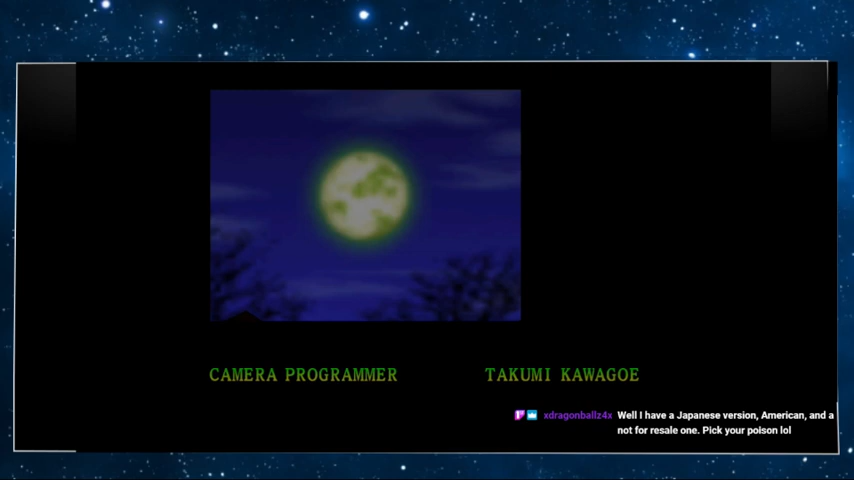 CAMERA PROGRAMMER TAKUMI KAWAGOE
xdragonballz4x Well I have a Japanese version, American, and a
not for resale one. Pick your poison lol